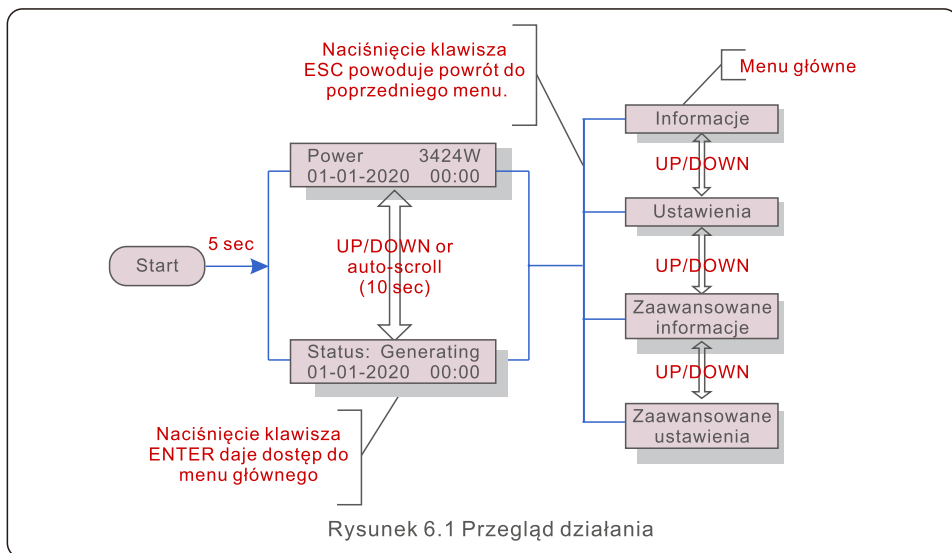 Naciśnięcie klawisza
ESC powoduje powrót do
poprzedniego menu.
Menu główne
Start
5 sec
Power 3424W
01-01-2020 00:00
UP/DOWN or
auto-scroll
(10 sec)
Status: Generating
01-01-2020 00:00
Naciśnięcie klawisza
ENTER daje dostęp do
menu głównego
Informacje
UP/DOWN
Ustawienia
UP/DOWN
Zaawansowane
informacje
UP/DOWN
Zaawansowane
ustawienia
Rysunek 6.1 Przegląd działania